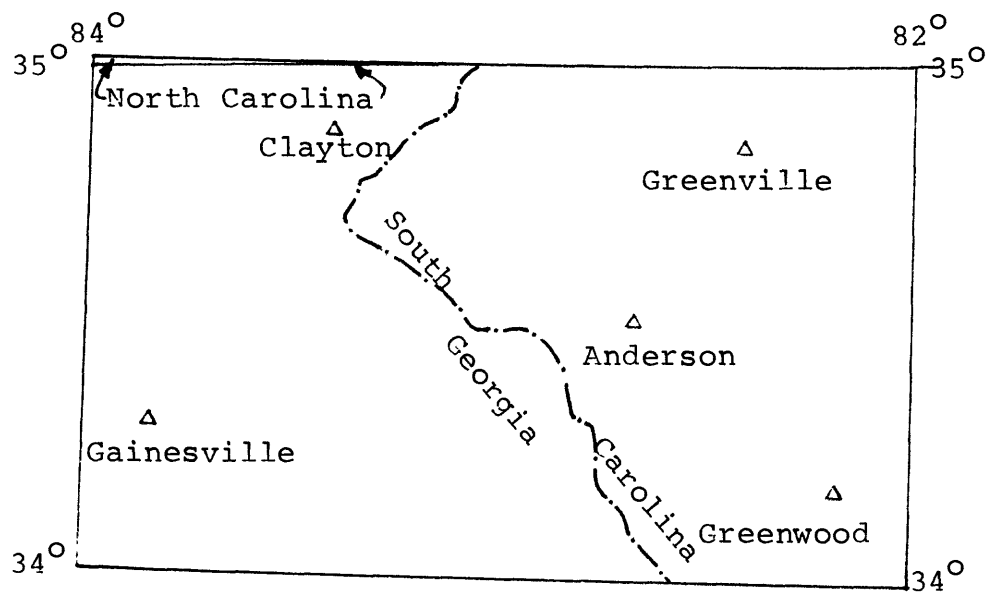 84° 82°
35° 35°
North Carolina
Clayton
Greenville
South
Anderson
Georgia
Gainesville
Carolina
Greenwood
34° 34°